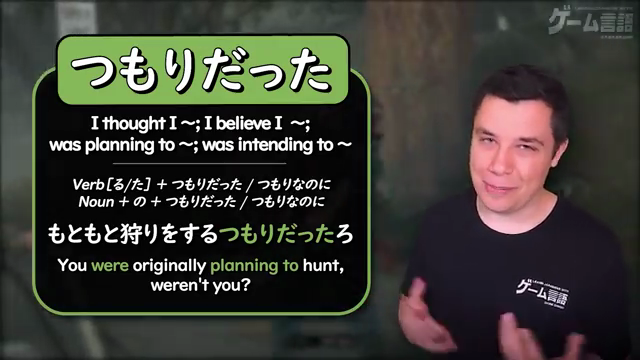 つもりだった
I thought I ～; I believe I ～;
was planning to ～; was intending to ～
Verb［る/た］ + つもりだった / つもりなのに
Noun + の + つもりだった / つもりなのに
もともと狩りをするつもりだったろ
You were originally planning to hunt,
weren't you?
ゲーム言語
ゲーム言語